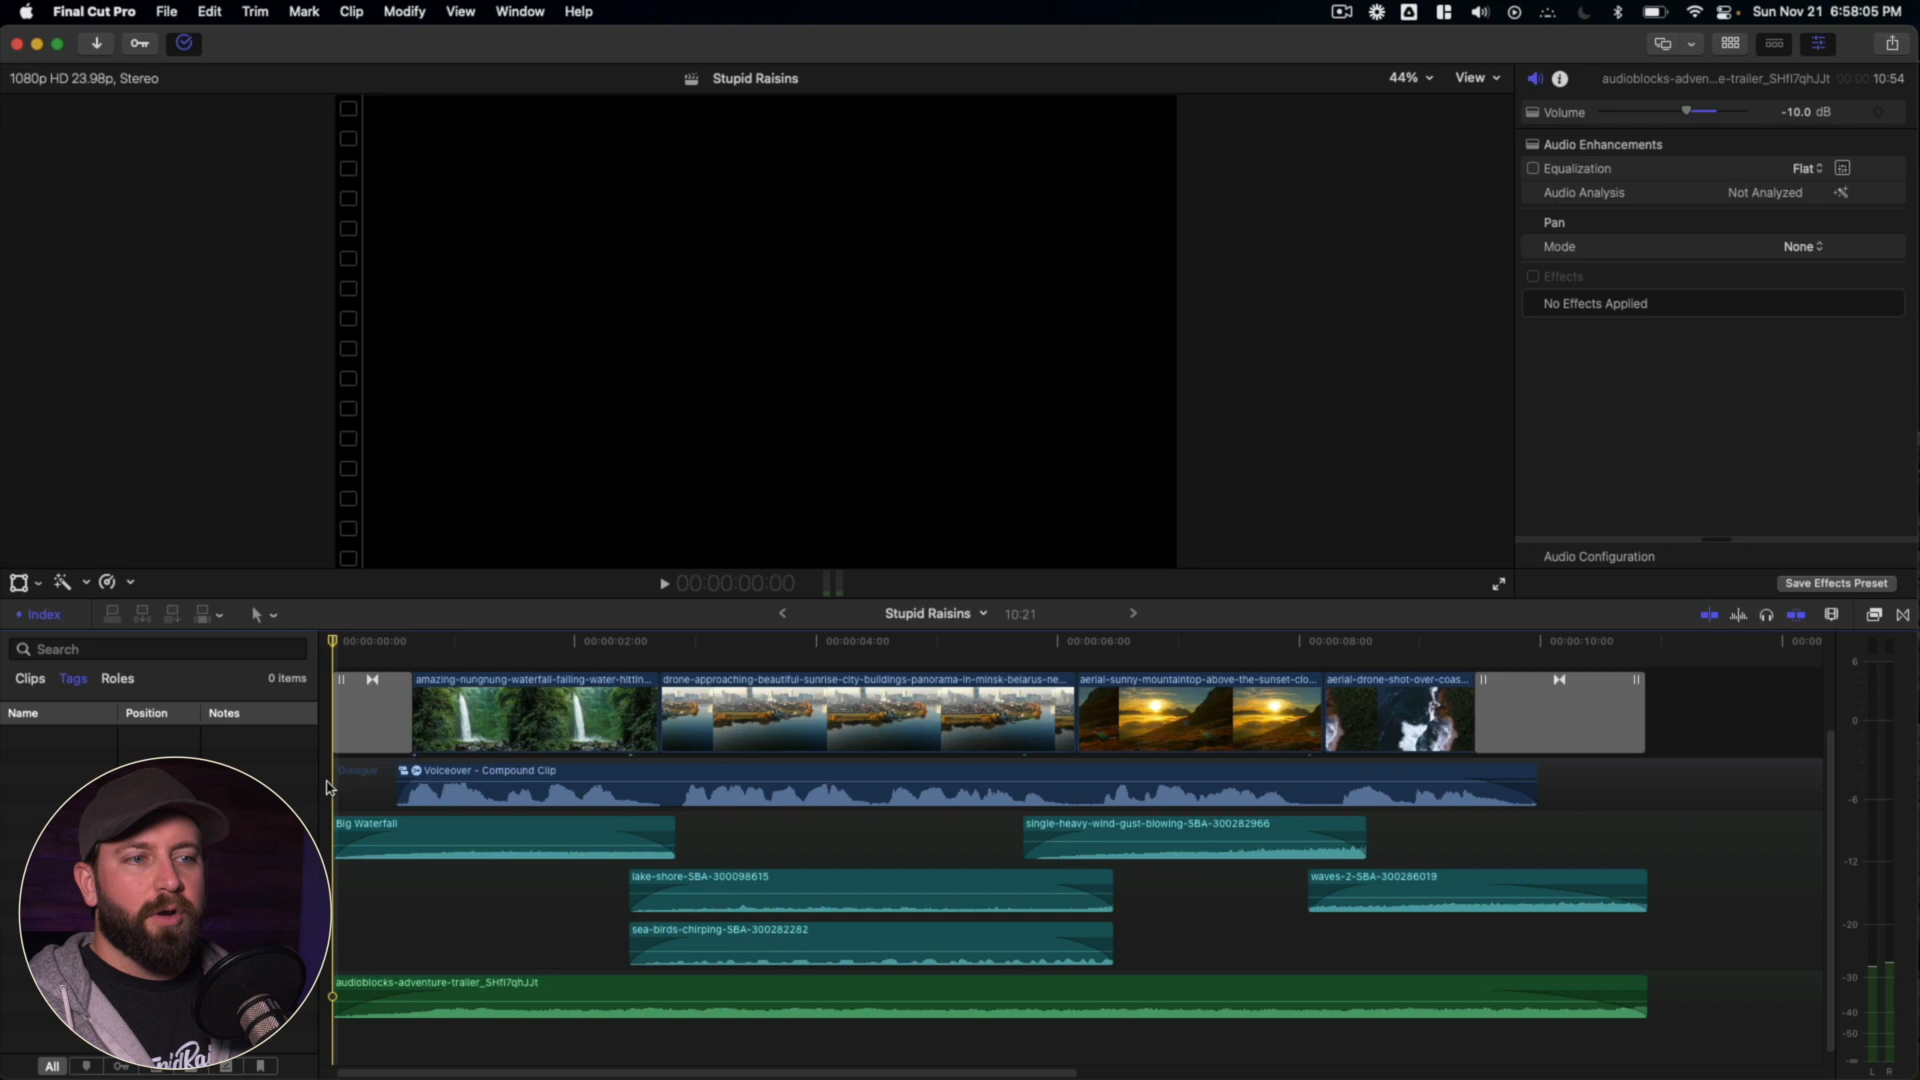 Final Cut Pro File Edit Trim Mark Clip Modify View Window Help Sun Nov 21 6:58:05 PM
1080p HD 23.98p, Stereo Stupid Raisins 44% View audioblocks-adven...e-trailer_SHfI7qhJJt 00:00:10:54
Volume -10.0 dB
Audio Enhancements
Equalization Flat
Audio Analysis Not Analyzed
Pan
Mode None
Effects
No Effects Applied
Audio Configuration
00:00:00:00 Save Effects Preset
Index Stupid Raisins 10:21
Search 00:00:00:00 00:00:02:00 00:00:04:00 00:00:06:00 00:00:08:00 00:00:10:00 00:00
Clips Tags Roles 0 items
Name Position Notes
amazing-nungnung-waterfall-falling-water-hittin... drone-approaching-beautiful-sunrise-city-buildings-panorama-in-minsk-belarus-ne... aerial-sunny-mountaintop-above-the-sunset-clo... aerial-drone-shot-over-coas...
Dialogue Voiceover - Compound Clip
Big Waterfall single-heavy-wind-gust-blowing-SBA-300282966
lake-shore-SBA-300098615 waves-2-SBA-300286019
sea-birds-chirping-SBA-300282282
audioblocks-adventure-trailer_SHfI7qhJJt
All
6
0
-6
-12
-20
-30
-40
-50
-∞
L R